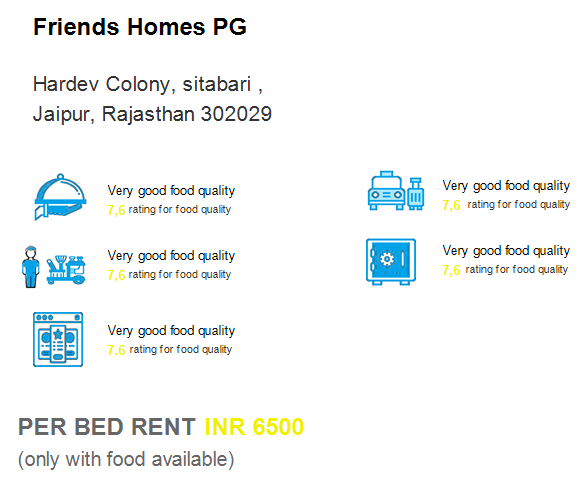 Friends Homes PG
Hardev Colony, sitabari ,
Jaipur, Rajasthan 302029
Very good food quality
7,6 rating for food quality
Very good food quality
7,6 rating for food quality
Very good food quality
7,6 rating for food quality
Very good food quality
7,6 rating for food quality
Very good food quality
7.6 rating for food quality
PER BED RENT INR 6500
(only with food available)